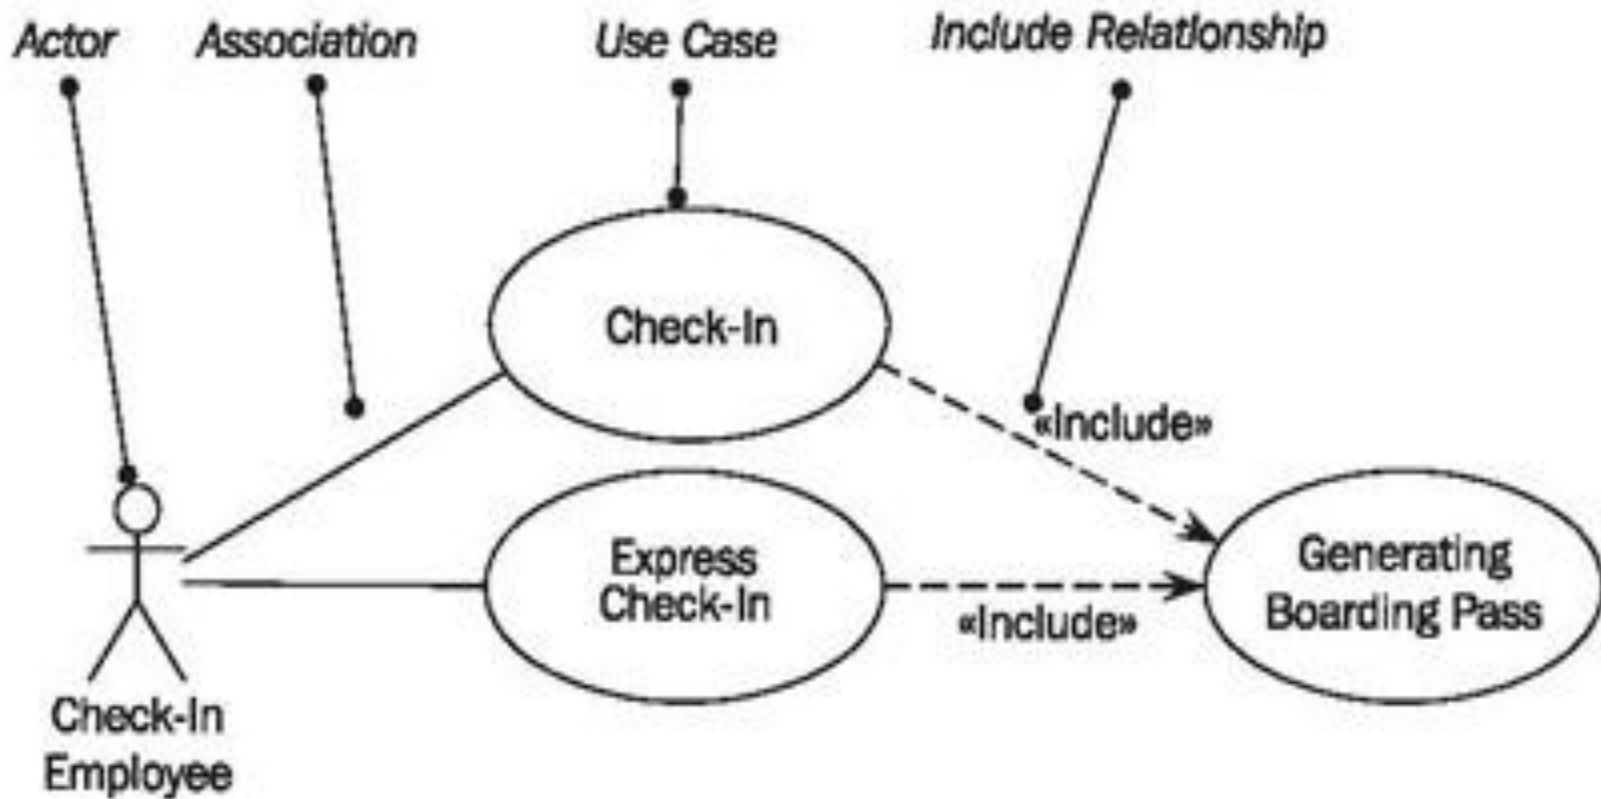 Actor
Association
Use Case
Include Relationship
Check-In
«Include»
Express
Check-In
«Include»
Generating
Boarding Pass
Check-In
Employee